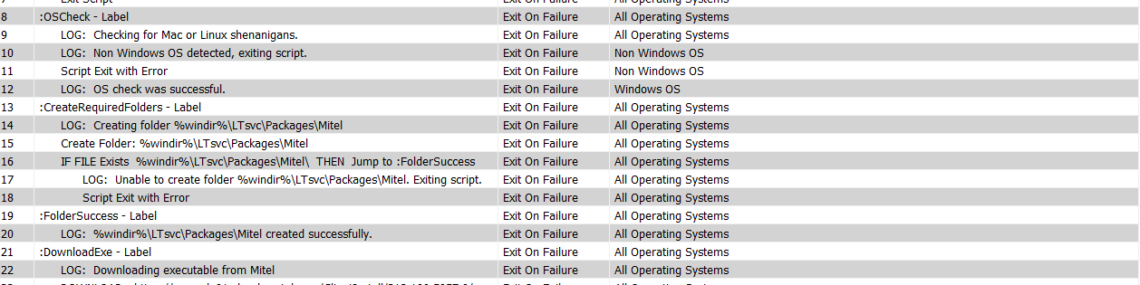 7 Exit Script Exit On Failure All Operating Systems
8 :OSCheck - Label Exit On Failure All Operating Systems
9 LOG: Checking for Mac or Linux shenanigans. Exit On Failure All Operating Systems
10 LOG: Non Windows OS detected, exiting script. Exit On Failure Non Windows OS
11 Script Exit with Error Exit On Failure Non Windows OS
12 LOG: OS check was successful. Exit On Failure Windows OS
13 :CreateRequiredFolders - Label Exit On Failure All Operating Systems
14 LOG: Creating folder %windir%\LTsvc\Packages\Mitel Exit On Failure All Operating Systems
15 Create Folder: %windir%\LTsvc\Packages\Mitel Exit On Failure All Operating Systems
16 IF FILE Exists %windir%\LTsvc\Packages\Mitel\ THEN Jump to :FolderSuccess Exit On Failure All Operating Systems
17 LOG: Unable to create folder %windir%\LTsvc\Packages\Mitel. Exiting script. Exit On Failure All Operating Systems
18 Script Exit with Error Exit On Failure All Operating Systems
19 :FolderSuccess - Label Exit On Failure All Operating Systems
20 LOG: %windir%\LTsvc\Packages\Mitel created successfully. Exit On Failure All Operating Systems
21 :DownloadExe - Label Exit On Failure All Operating Systems
22 LOG: Downloading executable from Mitel Exit On Failure All Operating Systems